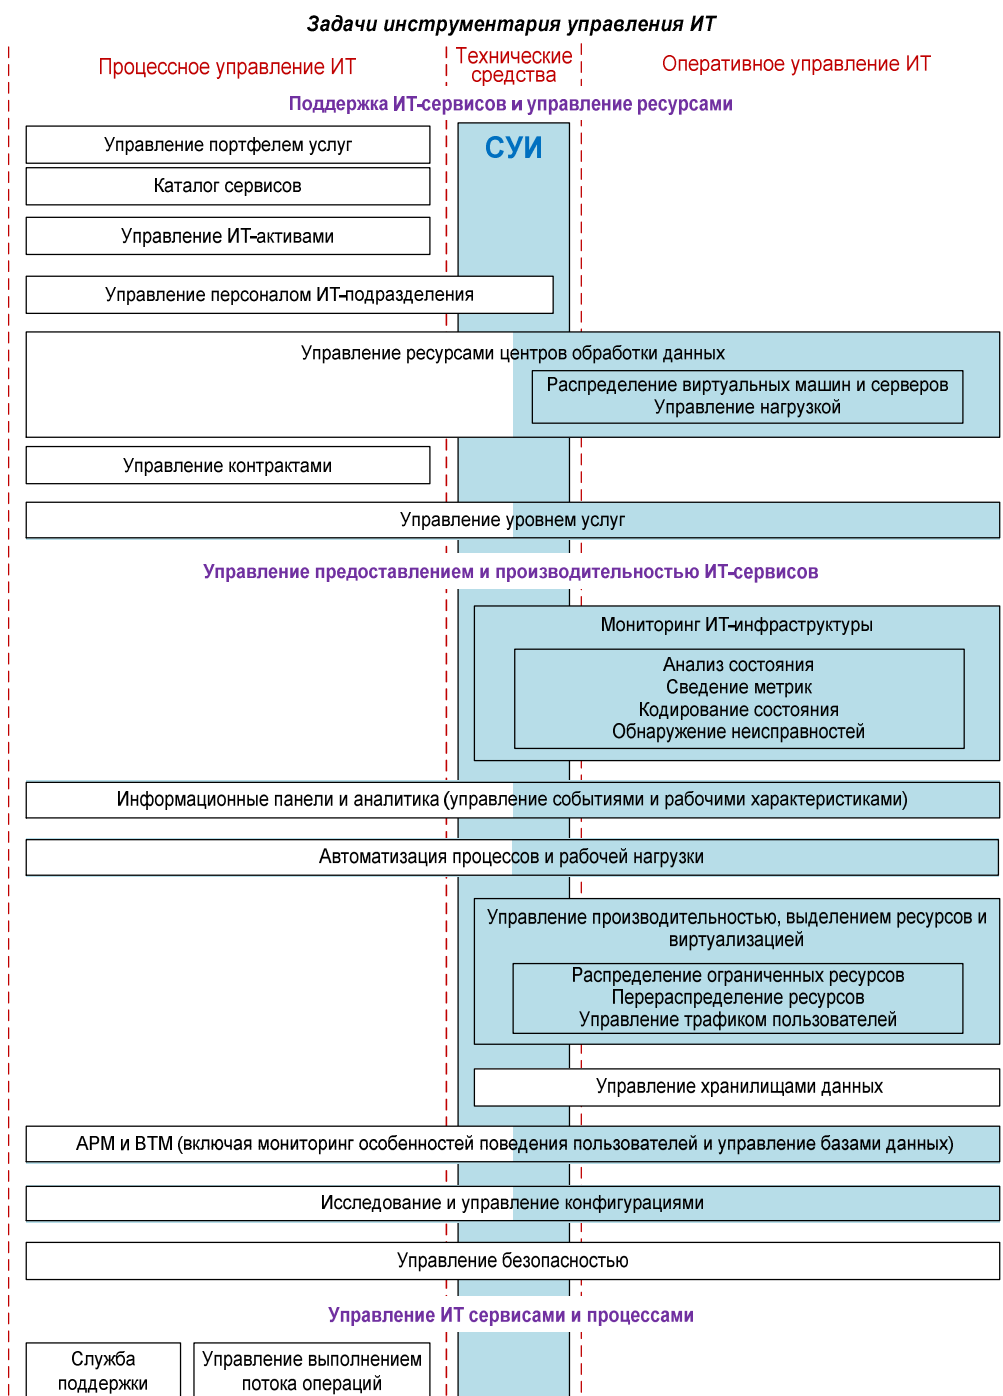 Задачи инструментария управления ИТ
Процессное управление ИТ
Технические
средства
Оперативное управление ИТ
Поддержка ИТ-сервисов и управление ресурсами
СУИ
Управление портфелем услуг
Каталог сервисов
Управление ИТ-активами
Управление персоналом ИТ-подразделения
Управление ресурсами центров обработки данных
Распределение виртуальных машин и серверов
Управление нагрузкой
Управление контрактами
Управление уровнем услуг
Управление предоставлением и производительностью ИТ-сервисов
Мониторинг ИТ-инфраструктуры
Анализ состояния
Сведение метрик
Кодирование состояния
Обнаружение неисправностей
Информационные панели и аналитика (управление событиями и рабочими характеристиками)
Автоматизация процессов и рабочей нагрузки
Управление производительностью, выделением ресурсов и
виртуализацией
Распределение ограниченных ресурсов
Перераспределение ресурсов
Управление трафиком пользователей
Управление хранилищами данных
APM и BTM (включая мониторинг особенностей поведения пользователей и управление базами данных)
Исследование и управление конфигурациями
Управление безопасностью
Управление ИТ сервисами и процессами
Служба
поддержки
Управление выполнением
потока операций